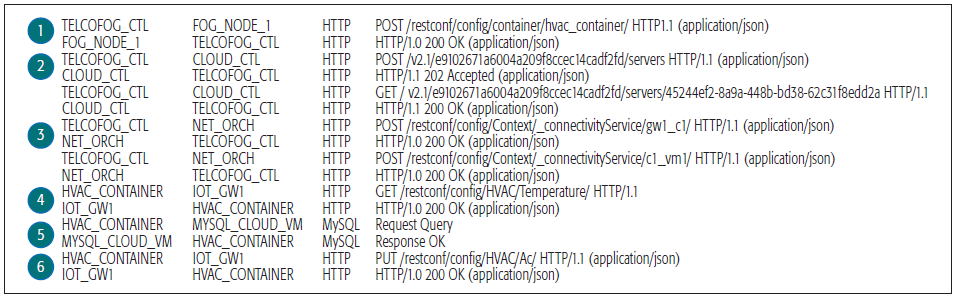 1 TELCOFOG_CTL FOG_NODE_1 HTTP POST /restconf/config/container/hvac_container/ HTTP1.1 (application/json)
FOG_NODE_1 TELCOFOG_CTL HTTP HTTP/1.0 200 OK (application/json)
2 TELCOFOG_CTL CLOUD_CTL HTTP POST /v2.1/e9102671a6004a209f8ccec14cadf2fd/servers HTTP/1.1 (application/json)
CLOUD_CTL TELCOFOG_CTL HTTP HTTP/1.1 202 Accepted (application/json)
TELCOFOG_CTL CLOUD_CTL HTTP GET / v2.1/e9102671a6004a209f8ccec14cadf2fd/servers/45244ef2-8a9a-448b-bd38-62c31f8edd2a HTTP/1.1
CLOUD_CTL TELCOFOG_CTL HTTP HTTP/1.1 200 OK (application/json)
3 TELCOFOG_CTL NET_ORCH HTTP POST /restconf/config/Context/_connectivityService/gw1_c1/ HTTP/1.1 (application/json)
NET_ORCH TELCOFOG_CTL HTTP HTTP/1.0 200 OK (application/json)
TELCOFOG_CTL NET_ORCH HTTP POST /restconf/config/Context/_connectivityService/c1_vm1/ HTTP/1.1 (application/json)
NET_ORCH TELCOFOG_CTL HTTP HTTP/1.0 200 OK (application/json)
4 HVAC_CONTAINER IOT_GW1 HTTP GET /restconf/config/HVAC/Temperature/ HTTP/1.1
IOT_GW1 HVAC_CONTAINER HTTP HTTP/1.0 200 OK (application/json)
5 HVAC_CONTAINER MYSQL_CLOUD_VM MySQL Request Query
MYSQL_CLOUD_VM HVAC_CONTAINER MySQL Response OK
6 HVAC_CONTAINER IOT_GW1 HTTP PUT /restconf/config/HVAC/Ac/ HTTP/1.1 (application/json)
IOT_GW1 HVAC_CONTAINER HTTP HTTP/1.0 200 OK (application/json)